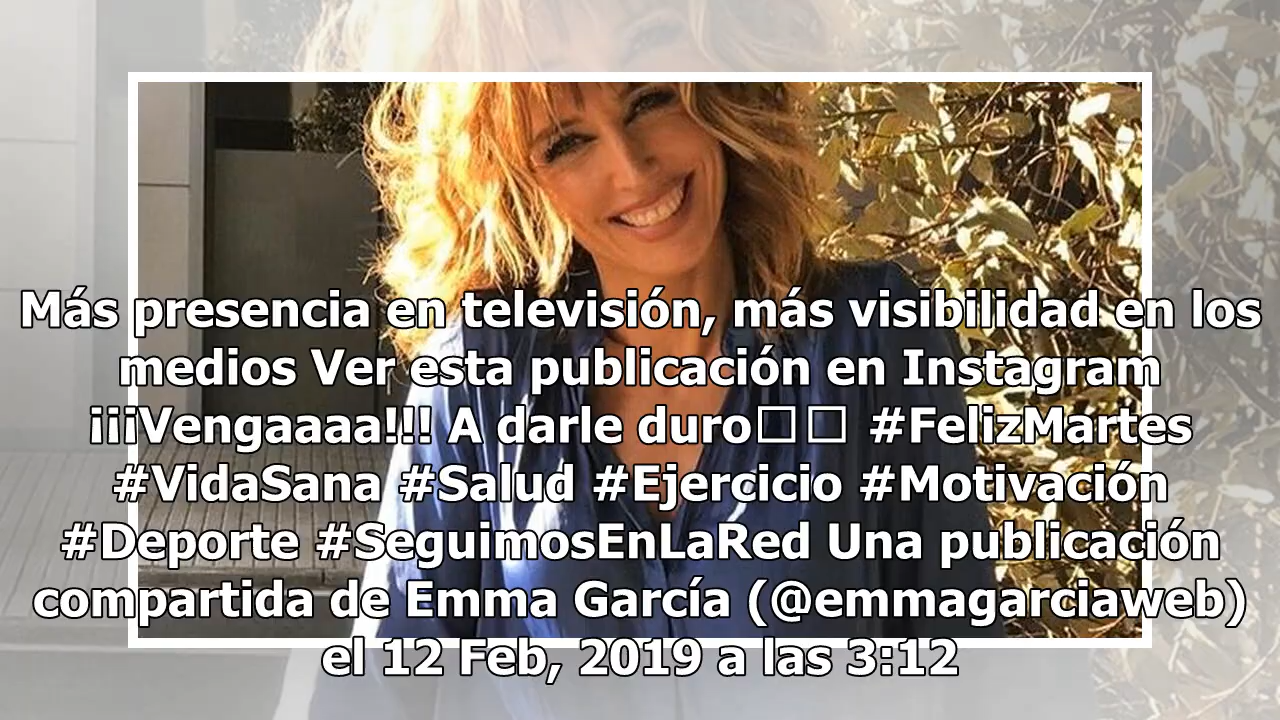 Más presencia en televisión, más visibilidad en los
medios Ver esta publicación en Instagram
¡¡¡Vengaaaa!!! A darle duro□□ #FelizMartes
#VidaSana #Salud #Ejercicio #Motivación
#Deporte #SeguimosEnLaRed Una publicación
compartida de Emma García (@emmagarciaweb)
el 12 Feb, 2019 a las 3:12